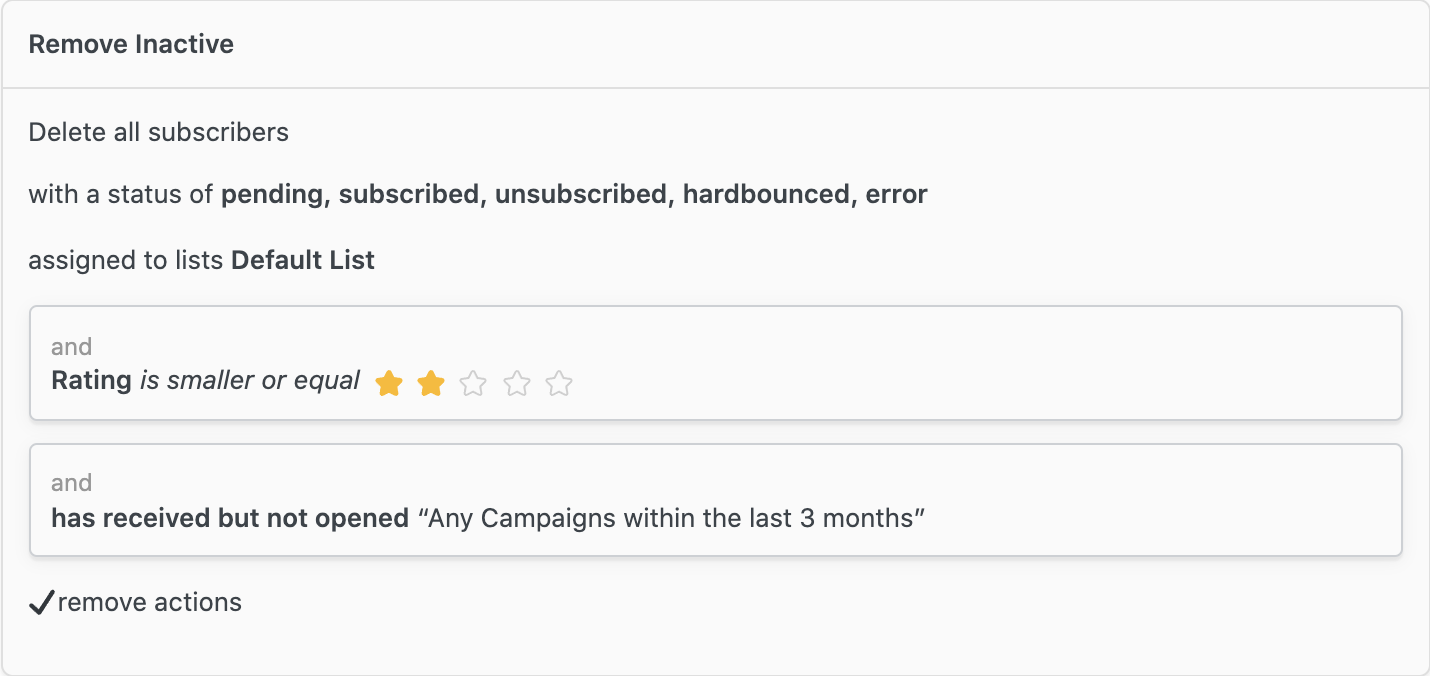 Remove Inactive
Delete all subscribers
with a status of pending, subscribed, unsubscribed, hardbounced, error
assigned to lists Default List
and
Rating is smaller or equal
and
has received but not opened “Any Campaigns within the last 3 months”
remove actions